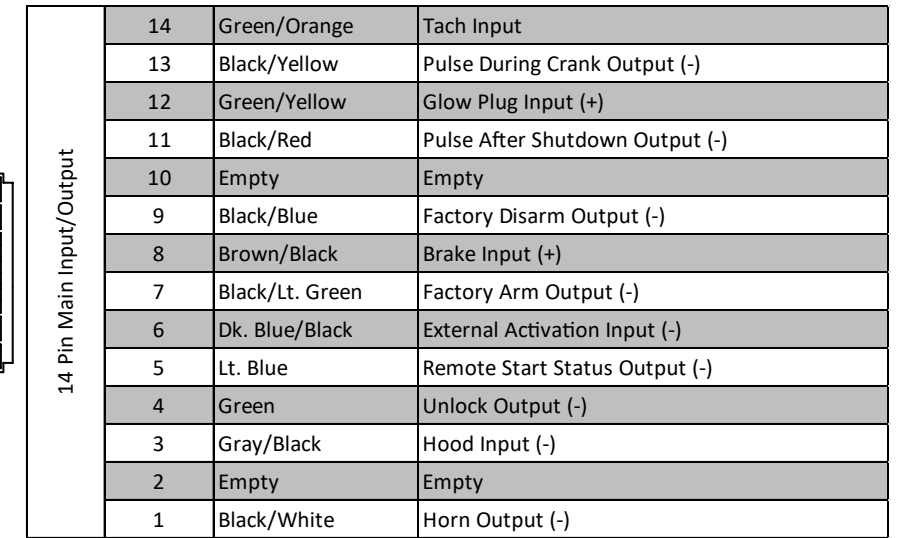 14 Pin Main Input/Output
14 Green/Orange Tach Input
13 Black/Yellow Pulse During Crank Output (-)
12 Green/Yellow Glow Plug Input (+)
11 Black/Red Pulse After Shutdown Output (-)
10 Empty Empty
9 Black/Blue Factory Disarm Output (-)
8 Brown/Black Brake Input (+)
7 Black/Lt. Green Factory Arm Output (-)
6 Dk. Blue/Black External Activation Input (-)
5 Lt. Blue Remote Start Status Output (-)
4 Green Unlock Output (-)
3 Gray/Black Hood Input (-)
2 Empty Empty
1 Black/White Horn Output (-)